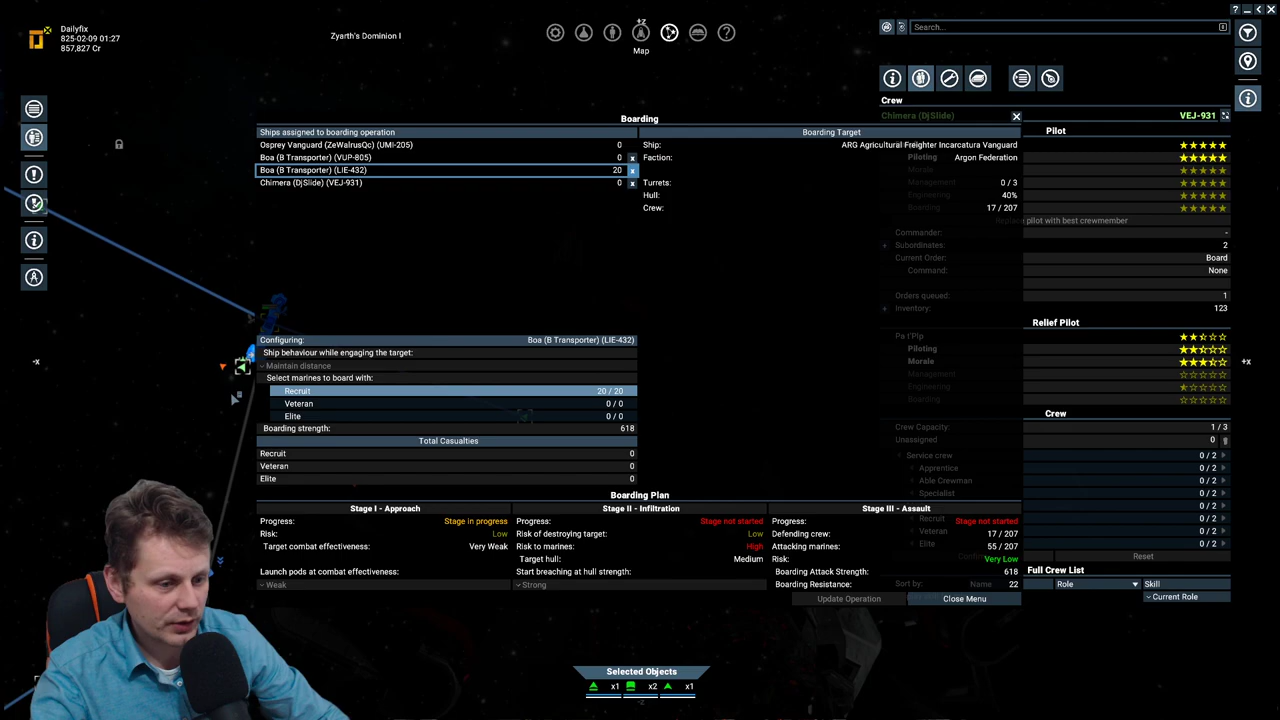 Dailyfix
825-02-09 01:27
857,827 Cr
Zyarth's Dominion I
+Z
Map
Search...
Crew
Boarding
Chimera (DjSlide)
VEJ-931
Ships assigned to boarding operation
Boarding Target
Pilot
Osprey Vanguard (ZeWalrusQc) (UMI-205) 0
Boa (B Transporter) (VUP-805) 0 x
Boa (B Transporter) (LIE-432) 20 x
Chimera (DjSlide) (VEJ-931) 0 x
Ship: ARG Agricultural Freighter Incarcatura Vanguard
Faction: Argon Federation
Turrets: 0 / 3
Hull: 40%
Crew: 17 / 207
Piloting
Morale
Management
Engineering
Boarding
Replace pilot with best crewmember
Commander: -
Subordinates: 2
Current Order: Board
Command: None
Orders queued: 1
Inventory: 123
Relief Pilot
Pa t'Plp
Piloting
Morale
Management
Engineering
Boarding
Crew
Crew Capacity: 1 / 3
Unassigned 0
Service crew 0 / 2
Apprentice 0 / 2
Able Crewman 0 / 2
Specialist 0 / 2
0 / 2
Recruit 0 / 2
Veteran 0 / 2
Elite 0 / 2
Reset
Full Crew List
Role Skill
Sort by: Name
Current Role
-x
+x
Configuring: Boa (B Transporter) (LIE-432)
Ship behaviour while engaging the target:
Maintain distance
Select marines to board with:
Recruit 20 / 20
Veteran 0 / 0
Elite 0 / 0
Boarding strength: 618
Total Casualties
Recruit 0
Veteran 0
Elite 0
Boarding Plan
Stage I - Approach
Progress: Stage in progress
Risk: Low
Target combat effectiveness: Very Weak
Launch pods at combat effectiveness:
Weak
Stage II - Infiltration
Progress: Stage not started
Risk of destroying target: Low
Risk to marines: High
Target hull: Medium
Start breaching at hull strength:
Strong
Stage III - Assault
Progress: Stage not started
Defending crew: 17 / 207
Attacking marines: 55 / 207
Risk: Very Low
Boarding Attack Strength: 618
Boarding Resistance: 22
Update Operation
Close Menu
Selected Objects
x1 x2 x1
-z